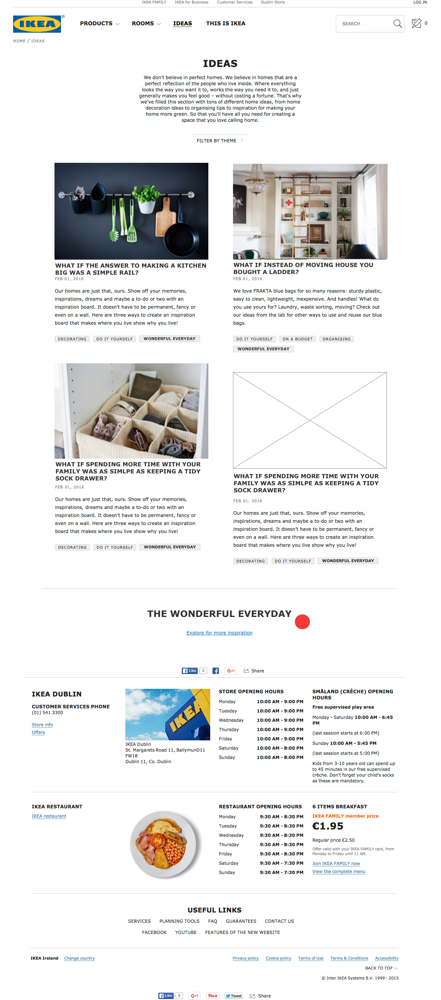 IKEA FAMILY IKEA for Business Customer Services Dublin Store LOG IN
IKEA ® PRODUCTS ROOMS IDEAS THIS IS IKEA SEARCH 0
HOME / IDEAS
IDEAS
We don't believe in perfect homes. We believe in homes that are a
perfect reflection of the people who live inside. Where everything
looks the way you want it to, works the way you need it to, and just
generally makes you feel good – without costing a fortune. That's why
we've filled this section with tons of different home ideas, from home
decoration ideas to organising tips to inspiration for making your
home more green. So that you'll have all you need for creating a
space that you love calling home.
FILTER BY THEME
WHAT IF THE ANSWER TO MAKING A KITCHEN
BIG WAS A SIMPLE RAIL?
FEB 01, 2016
Our homes are just that, ours. Show off your memories,
inspirations, dreams and maybe a to-do or two with an
inspiration board. It doesn't have to be permanent, fancy or
even on a wall. Here are three ways to create an inspiration
board that makes where you live show why you live!
DECORATING DO IT YOURSELF WONDERFUL EVERYDAY
WHAT IF INSTEAD OF MOVING HOUSE YOU
BOUGHT A LADDER?
FEB 01, 2016
We love FRAKTA blue bags for so many reasons: sturdy plastic,
easy to clean, lightweight, inexpensive. And handles! What do
you use yours for? Laundry, waste sorting, moving? Check out
our ideas from the lab for other ways to use and reuse our blue
bags.
DO IT YOURSELF ON A BUDGET ORGANISING
WONDERFUL EVERYDAY
WHAT IF SPENDING MORE TIME WITH YOUR
FAMILY WAS AS SIMLPE AS KEEPING A TIDY
SOCK DRAWER?
FEB 01, 2016
Our homes are just that, ours. Show off your memories,
inspirations, dreams and maybe a to-do or two with an
inspiration board. It doesn't have to be permanent, fancy or
even on a wall. Here are three ways to create an inspiration
board that makes where you live show why you live!
DECORATING DO IT YOURSELF WONDERFUL EVERYDAY
WHAT IF SPENDING MORE TIME WITH YOUR
FAMILY WAS AS SIMLPE AS KEEPING A TIDY
SOCK DRAWER?
FEB 01, 2016
Our homes are just that, ours. Show off your memories,
inspirations, dreams and maybe a to-do or two with an
inspiration board. It doesn't have to be permanent, fancy or
even on a wall. Here are three ways to create an inspiration
board that makes where you live show why you live!
DECORATING DO IT YOURSELF WONDERFUL EVERYDAY
THE WONDERFUL EVERYDAY
Explore for more inspiration
f Like 0 f G+1 Share
IKEA DUBLIN
CUSTOMER SERVICES PHONE
(01) 541 3300
Store info
Offers
IKEA
IKEA Dublin
St. Margarets Road 11, BallymunD11
FW18
Dublin 11, Co. Dublin
STORE OPENING HOURS
Monday 10:00 AM - 9:00 PM
Tuesday 10:00 AM - 9:00 PM
Wednesday 10:00 AM - 9:00 PM
Thursday 10:00 AM - 9:00 PM
Friday 10:00 AM - 9:00 PM
Saturday 10:00 AM - 8:00 PM
Sunday 10:00 AM - 8:00 PM
SMÅLAND (CRÈCHE) OPENING
HOURS
Free supervised play area
Monday - Saturday 10:00 AM - 6:45
PM
(last session starts at 6:00 PM)
Sunday 10:00 AM - 5:45 PM
(last session starts at 5:00 PM)
Kids from 3-10 years old can spend up
to 45 minutes in our free supervised
crèche. Don't forget your child's socks
as these are mandatory.
IKEA RESTAURANT
IKEA restaurant
RESTAURANT OPENING HOURS
Monday 9:30 AM - 8:30 PM
Tuesday 9:30 AM - 8:30 PM
Wednesday 9:30 AM - 8:30 PM
Thursday 9:30 AM - 8:30 PM
Friday 9:30 AM - 8:30 PM
Saturday 9:30 AM - 7:30 PM
Sunday 9:30 AM - 7:30 PM
6 ITEMS BREAKFAST
IKEA FAMILY member price
€1.95
Regular price €2.50
Offer valid with your IKEA FAMILY card, from
Monday to Friday until 11 AM.
Join IKEA FAMILY now
View the complete menu
USEFUL LINKS
SERVICES PLANNING TOOLS FAQ GUARANTEES CONTACT US
FACEBOOK YOUTUBE FEATURES OF THE NEW WEBSITE
IKEA Ireland Change country Privacy policy Cookie policy Terms of Use Terms & Conditions Accessibility
BACK TO TOP
© Inter IKEA Systems B.V. 1999 - 2015
f Like 0 G+1 Pin it Tweet Share